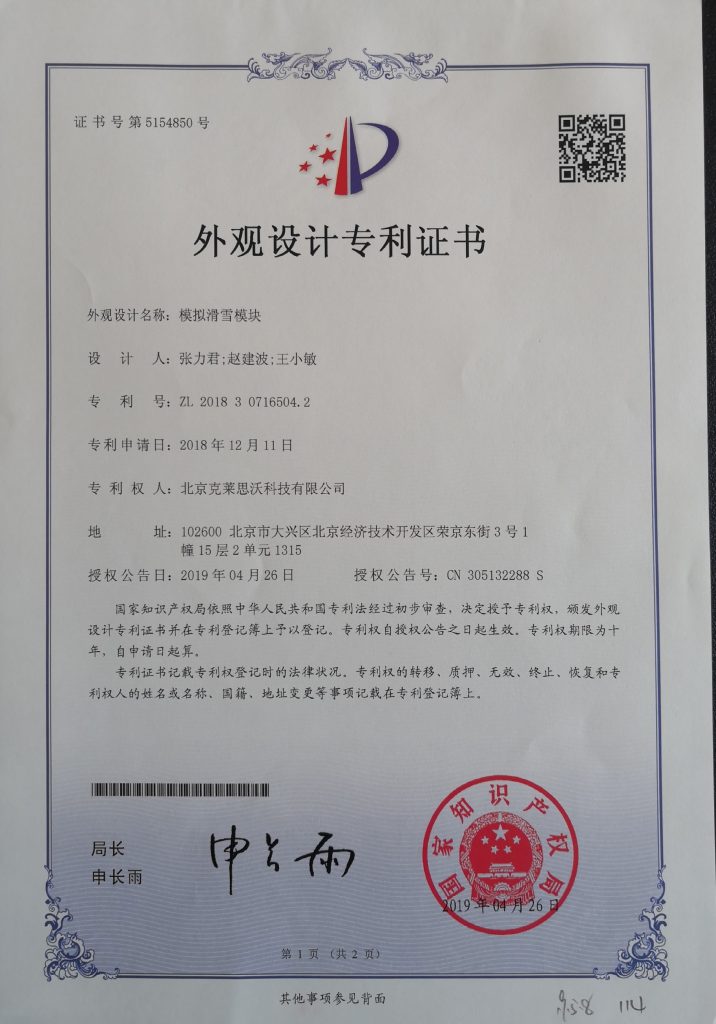 证书号第5154850号
外观设计专利证书
外观设计名称：模拟滑雪模块
设计人：张力君;赵建波;王小敏
专利号：ZL 2018 3 0716504.2
专利申请日：2018年12月11日
专利权人：北京克莱思沃科技有限公司
地址：102600 北京市大兴区北京经济技术开发区荣京东街3号1
幢15层2单元1315
授权公告日：2019年04月26日 授权公告号：CN 305132288 S
国家知识产权局依照中华人民共和国专利法经过初步审查，决定授予专利权，颁发外观
设计专利证书并在专利登记簿上予以登记。专利权自授权公告之日起生效。专利权期限为十
年，自申请日起算。
专利证书记载专利权登记时的法律状况。专利权的转移、质押、无效、终止、恢复和专
利权人的姓名或名称、国籍、地址变更等事项记载在专利登记簿上。
局长
申长雨
申长雨
国家知识产权局
2019年04月26日
第1页（共2页）
其他事项参见背面
114